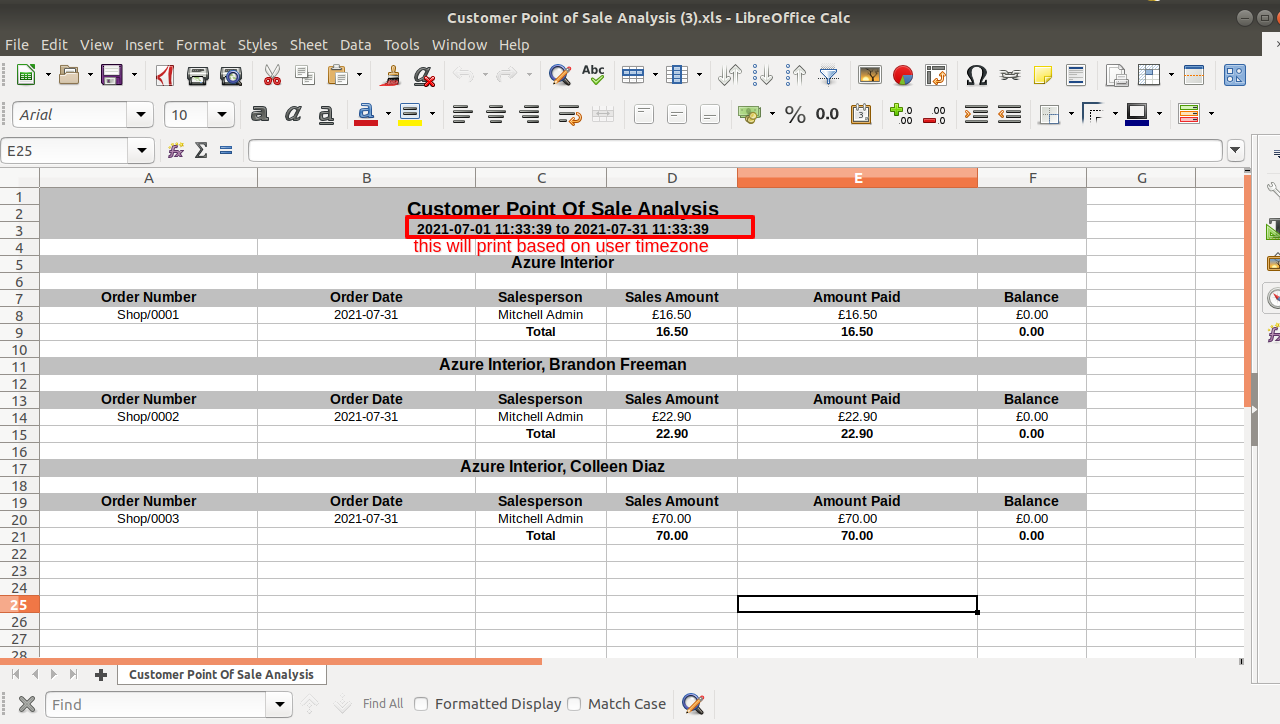 Customer Point of Sale Analysis (3).xls - LibreOffice Calc
File Edit View Insert Format Styles Sheet Data Tools Window Help
Abc
Arial 10 a a a a % 0.0 3 .00 .00
E25
A B C D E F G
1
2 Customer Point Of Sale Analysis
3 2021-07-01 11:33:39 to 2021-07-31 11:33:39
4 this will print based on user timezone
5 Azure Interior
6
7 Order Number Order Date Salesperson Sales Amount Amount Paid Balance
8 Shop/0001 2021-07-31 Mitchell Admin £16.50 £16.50 £0.00
9 Total 16.50 16.50 0.00
10
11 Azure Interior, Brandon Freeman
12
13 Order Number Order Date Salesperson Sales Amount Amount Paid Balance
14 Shop/0002 2021-07-31 Mitchell Admin £22.90 £22.90 £0.00
15 Total 22.90 22.90 0.00
16
17 Azure Interior, Colleen Diaz
18
19 Order Number Order Date Salesperson Sales Amount Amount Paid Balance
20 Shop/0003 2021-07-31 Mitchell Admin £70.00 £70.00 £0.00
21 Total 70.00 70.00 0.00
22
23
24
25
26
27
28
Customer Point Of Sale Analysis
Find Find All Formatted Display Match Case